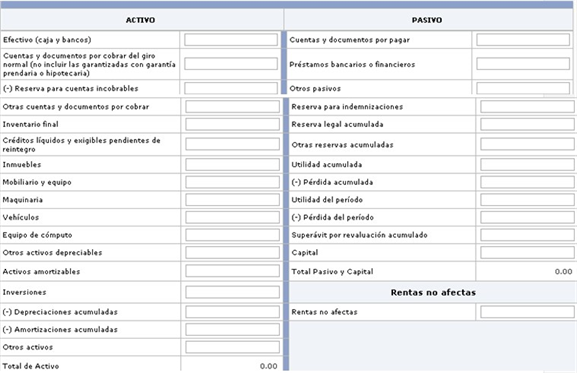 ACTIVO
Efectivo (caja y bancos)
Cuentas y documentos por cobrar del giro
normal (no incluir las garantizadas con garantía
prendaria o hipotecaria)
(-) Reserva para cuentas incobrables
Otras cuentas y documentos por cobrar
Inventario final
Créditos líquidos y exigibles pendientes de
reintegro
Inmuebles
Mobiliario y equipo
Maquinaria
Vehículos
Equipo de cómputo
Otros activos depreciables
Activos amortizables
Inversiones
(-) Depreciaciones acumuladas
(-) Amortizaciones acumuladas
Otros activos
Total de Activo 0.00
PASIVO
Cuentas y documentos por pagar
Préstamos bancarios o financieros
Otros pasivos
Reserva para indemnizaciones
Reserva legal acumulada
Otras reservas acumuladas
Utilidad acumulada
(-) Pérdida acumulada
Utilidad del período
(-) Pérdida del período
Superávit por revaluación acumulado
Capital
Total Pasivo y Capital 0.00
Rentas no afectas
Rentas no afectas